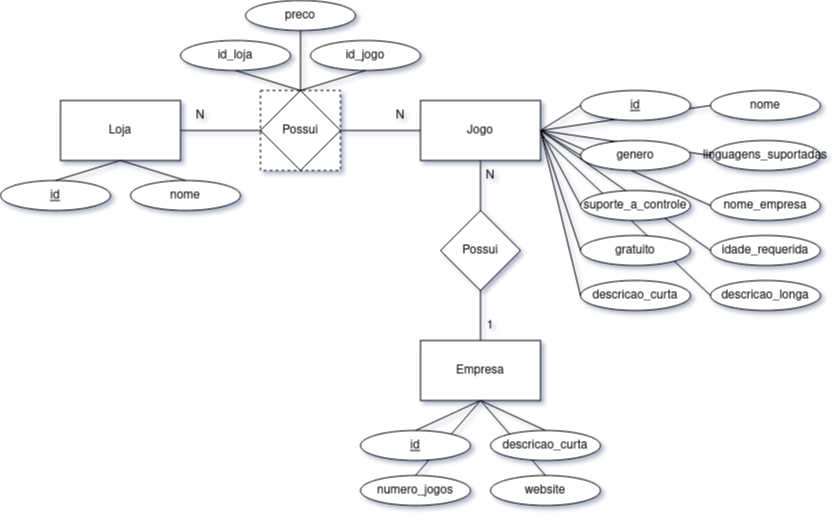 preco
id_loja
id_jogo
Loja
N
Possui
N
Jogo
id
nome
genero
linguagens_suportadas
suporte_a_controle
nome_empresa
gratuito
idade_requerida
descricao_curta
descricao_longa
id
nome
N
Possui
1
Empresa
id
descricao_curta
numero_jogos
website